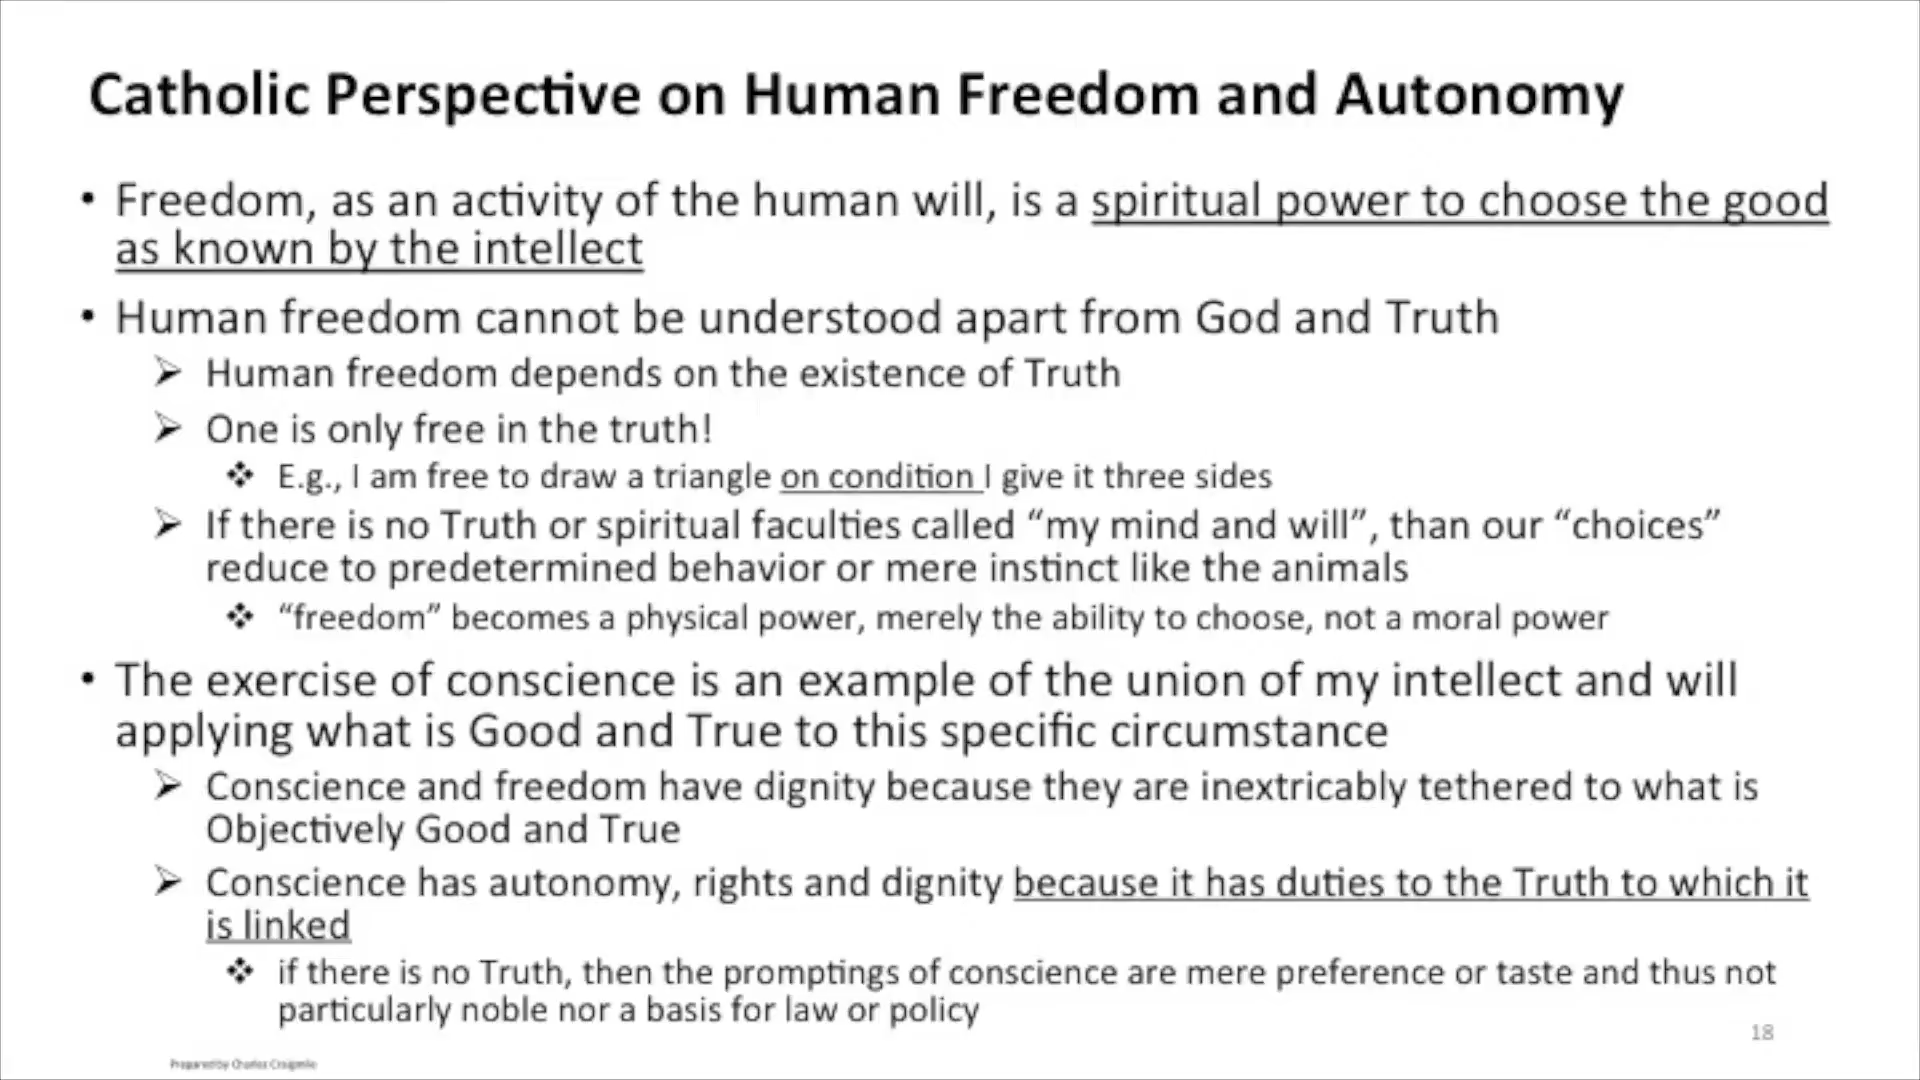 Catholic Perspective on Human Freedom and Autonomy
• Freedom, as an activity of the human will, is a spiritual power to choose the good
as known by the intellect
• Human freedom cannot be understood apart from God and Truth
➢ Human freedom depends on the existence of Truth
➢ One is only free in the truth!
❖ E.g., I am free to draw a triangle on condition I give it three sides
➢ If there is no Truth or spiritual faculties called “my mind and will”, than our “choices”
reduce to predetermined behavior or mere instinct like the animals
❖ “freedom” becomes a physical power, merely the ability to choose, not a moral power
• The exercise of conscience is an example of the union of my intellect and will
applying what is Good and True to this specific circumstance
➢ Conscience and freedom have dignity because they are inextricably tethered to what is
Objectively Good and True
➢ Conscience has autonomy, rights and dignity because it has duties to the Truth to which it
is linked
❖ if there is no Truth, then the promptings of conscience are mere preference or taste and thus not
particularly noble nor a basis for law or policy
18
Prepared by Charles Craigmile